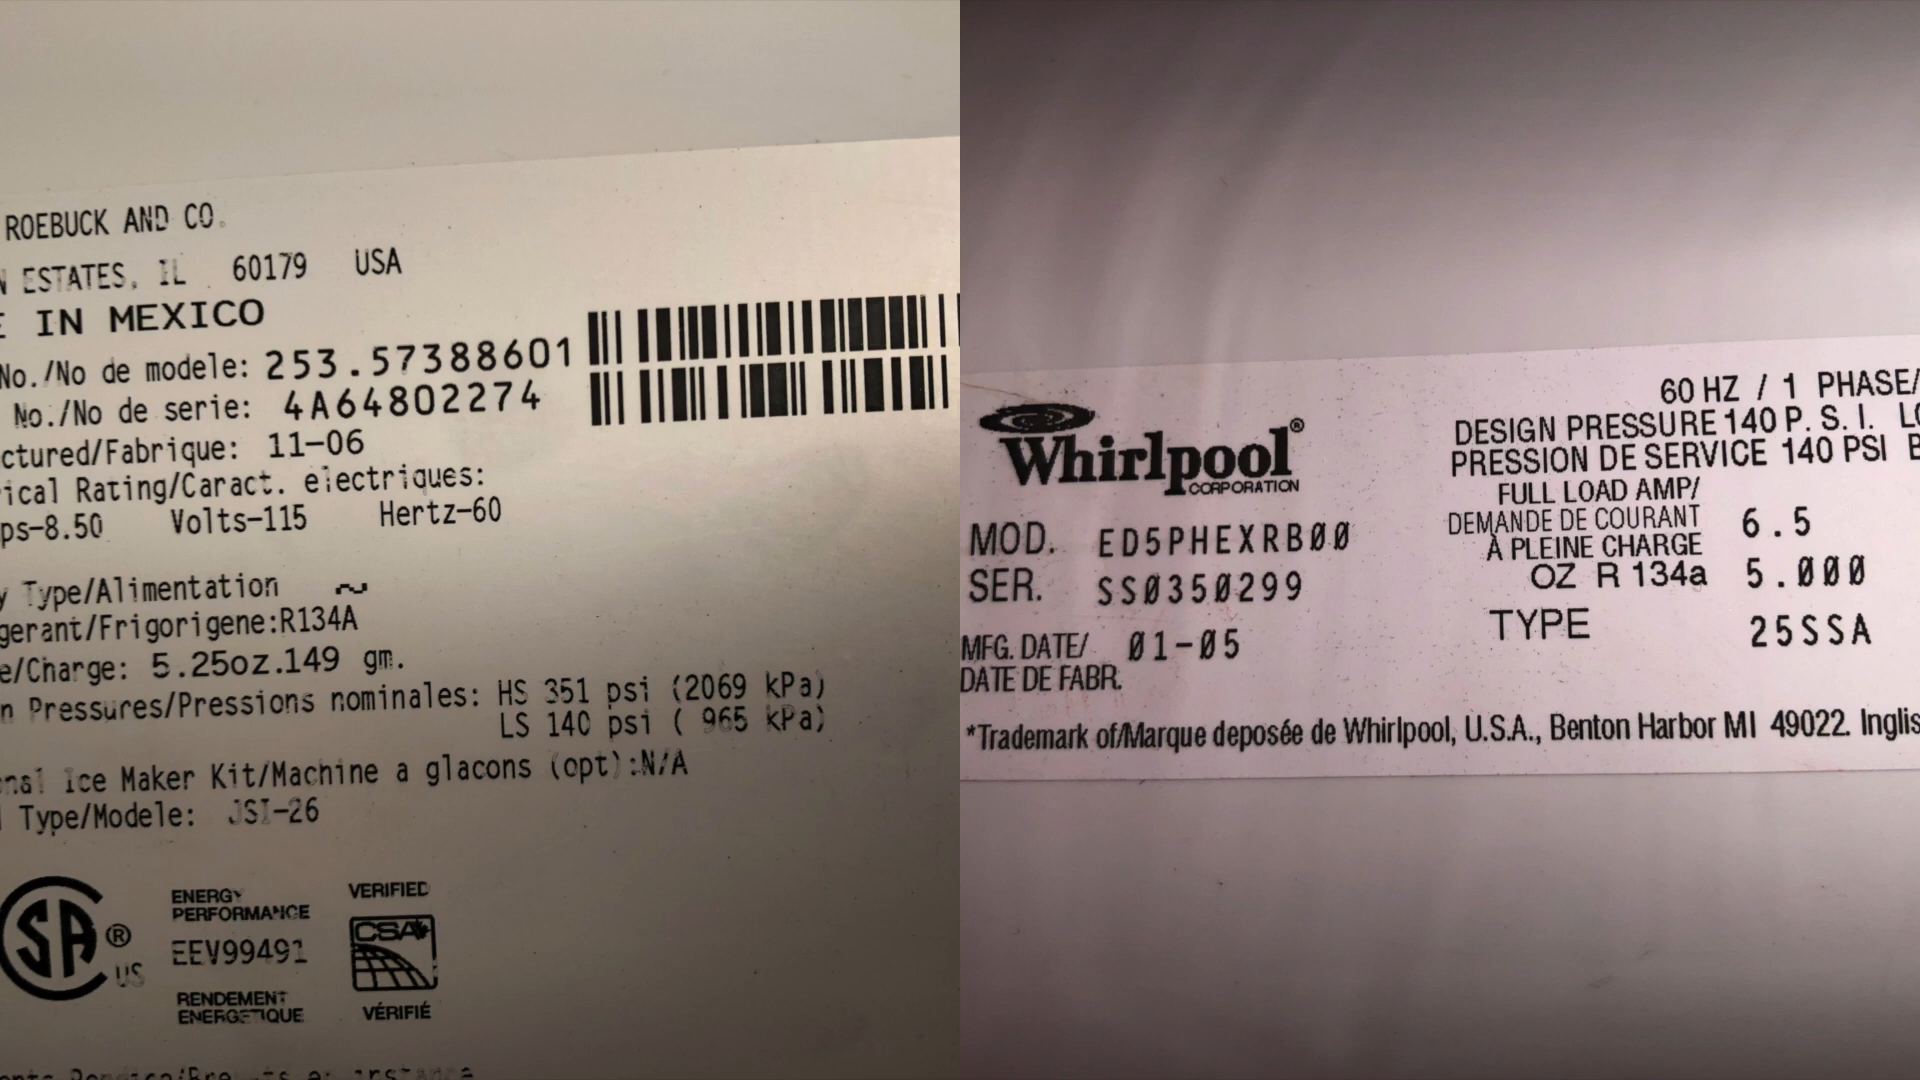 ROEBUCK AND CO.
ESTATES, IL 60179 USA
IN MEXICO
No./No de modele: 253.57388601
No./No de serie: 4A64802274
ctured/Fabrique: 11-06
ical Rating/Caract. electriques:
ps-8.50 Volts-115 Hertz-60
y Type/Alimentation ~
gerant/Frigorigene:R134A
e/Charge: 5.25oz.149 gm.
n Pressures/Pressions nominales: HS 351 psi (2069 kPa)
LS 140 psi ( 965 kPa)
nal Ice Maker Kit/Machine a glacons (opt):N/A
Type/Modele: JSI-26
SA® US
ENERGY
PERFORMANCE
EEV99491
RENDEMENT
ENERGETIQUE
VERIFIED
CSA
VÉRIFIÉ
Whirlpool®
CORPORATION
MOD. ED5PHEXRB00
SER. SS0350299
MFG. DATE/ 01-05
DATE DE FABR.
60 HZ / 1 PHASE/
DESIGN PRESSURE 140 P. S. I. LO
PRESSION DE SERVICE 140 PSI B
FULL LOAD AMP/
DEMANDE DE COURANT 6.5
À PLEINE CHARGE
OZ R 134a 5.000
TYPE 25SSA
*Trademark of/Marque deposée de Whirlpool, U.S.A., Benton Harbor MI 49022. Inglis